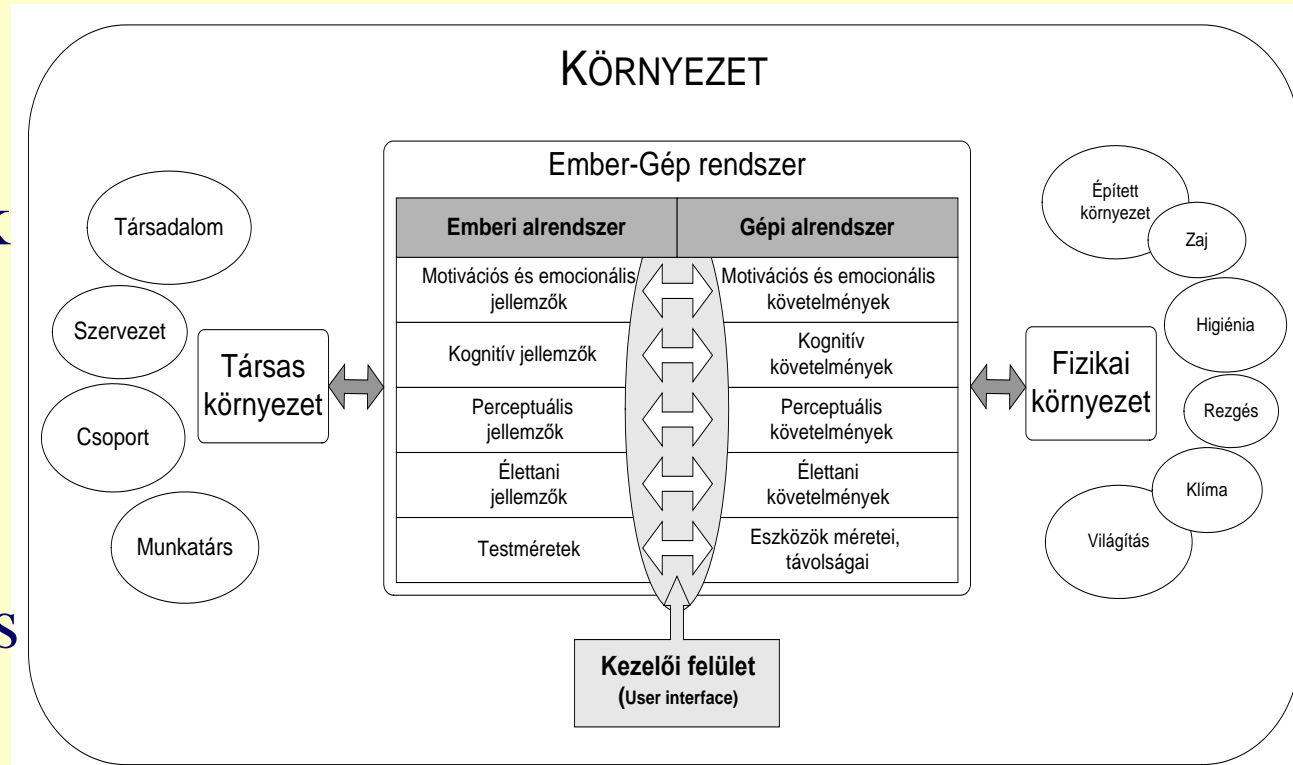 KÖRNYEZET
Ember-Gép rendszer
Emberi alrendszer
Gépi alrendszer
Motivációs és emocionális
jellemzők
Motivációs és emocionális
követelmények
Kognitív jellemzők
Kognitív
követelmények
Perceptuális
jellemzők
Perceptuális
követelmények
Élettani
jellemzők
Élettani
követelmények
Testméretek
Eszközök méretei,
távolságai
Kezelői felület
(User interface)
Társadalom
Szervezet
Csoport
Munkatárs
Társas
környezet
Fizikai
környezet
Épített
környezet
Zaj
Higiénia
Rezgés
Klíma
Világítás
K
s